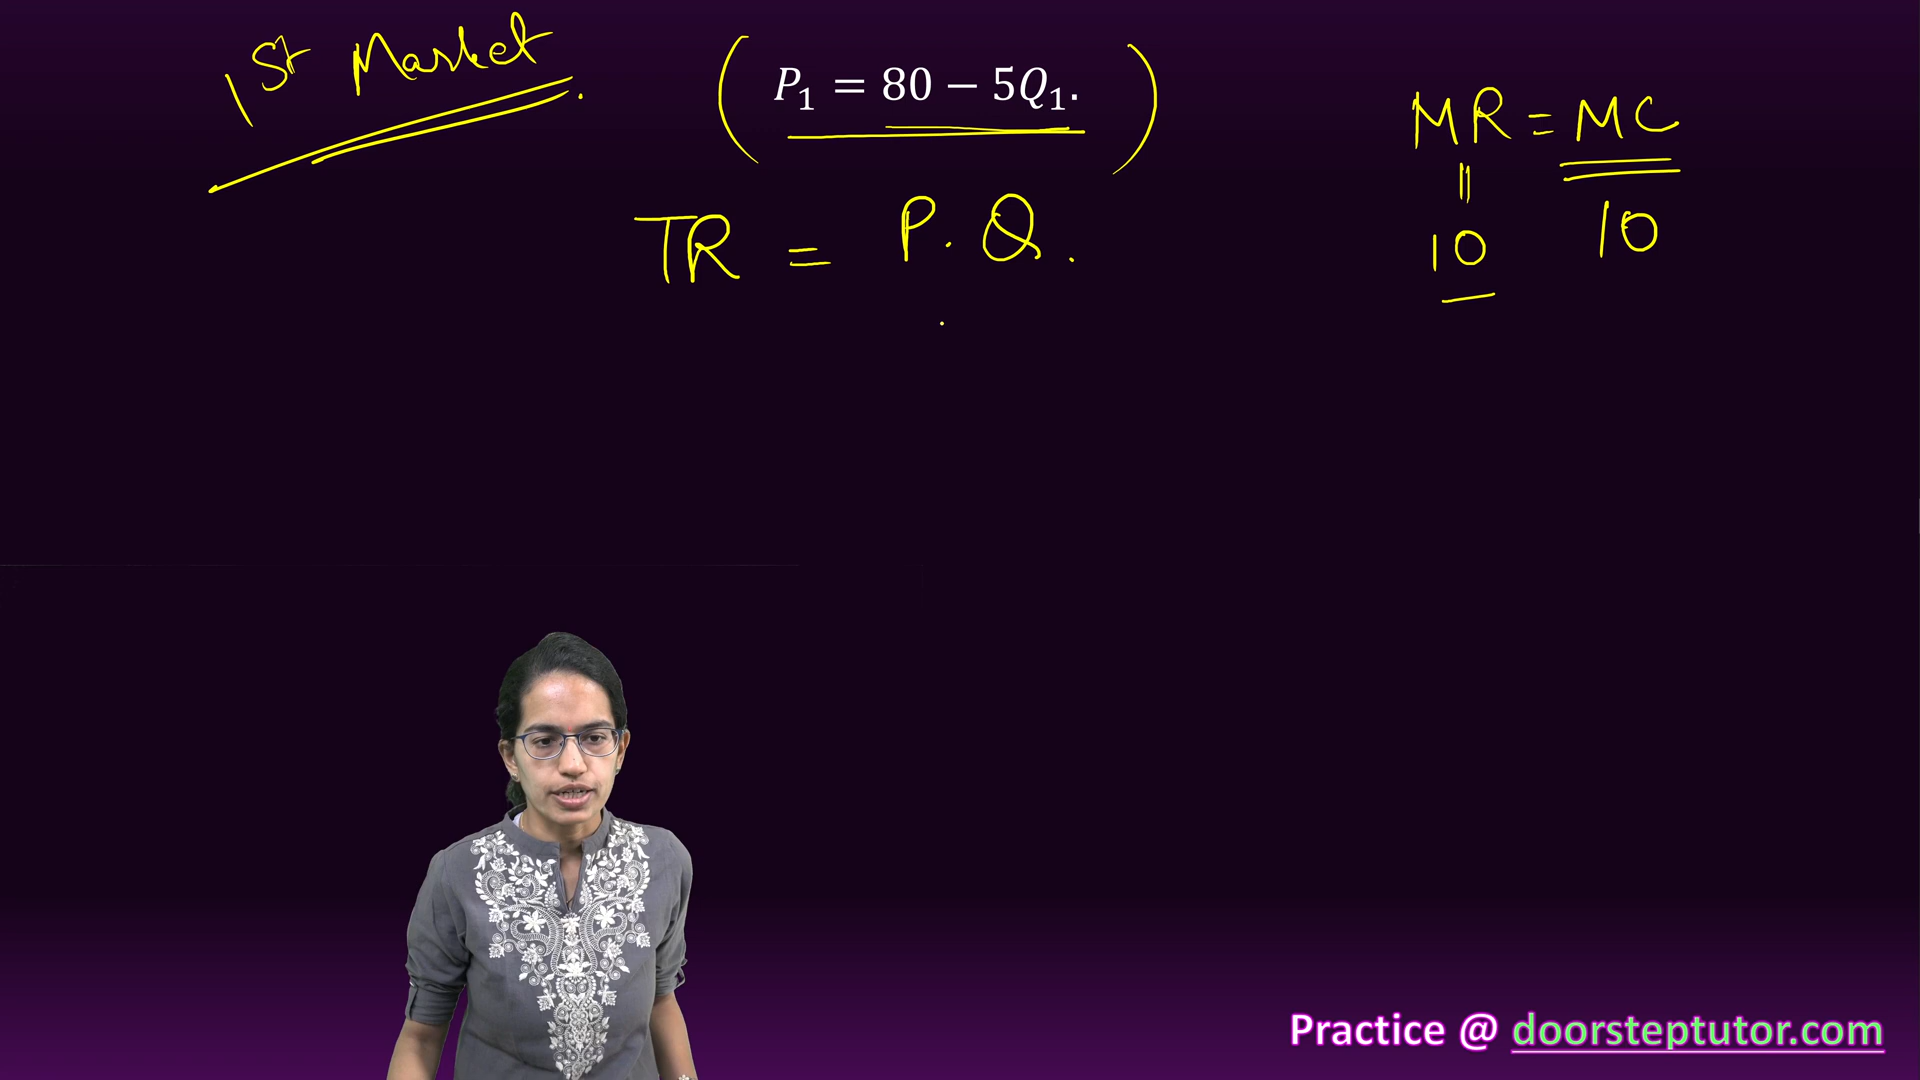 1st Market.
(P₁ = 80 − 5Q₁.)
MR = MC
||
10
10
TR = P. Q.
Practice @ doorsteptutor.com